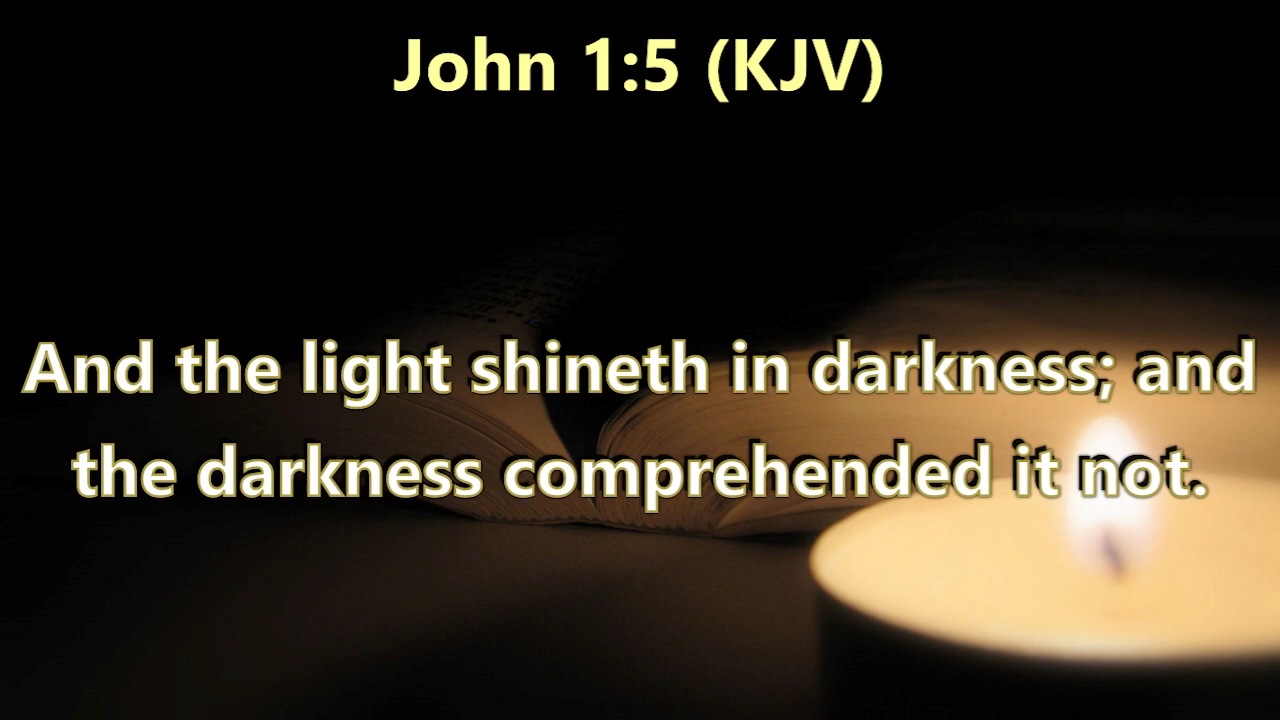 John 1:5 (KJV)
And the light shineth in darkness; and
the darkness comprehended it not.